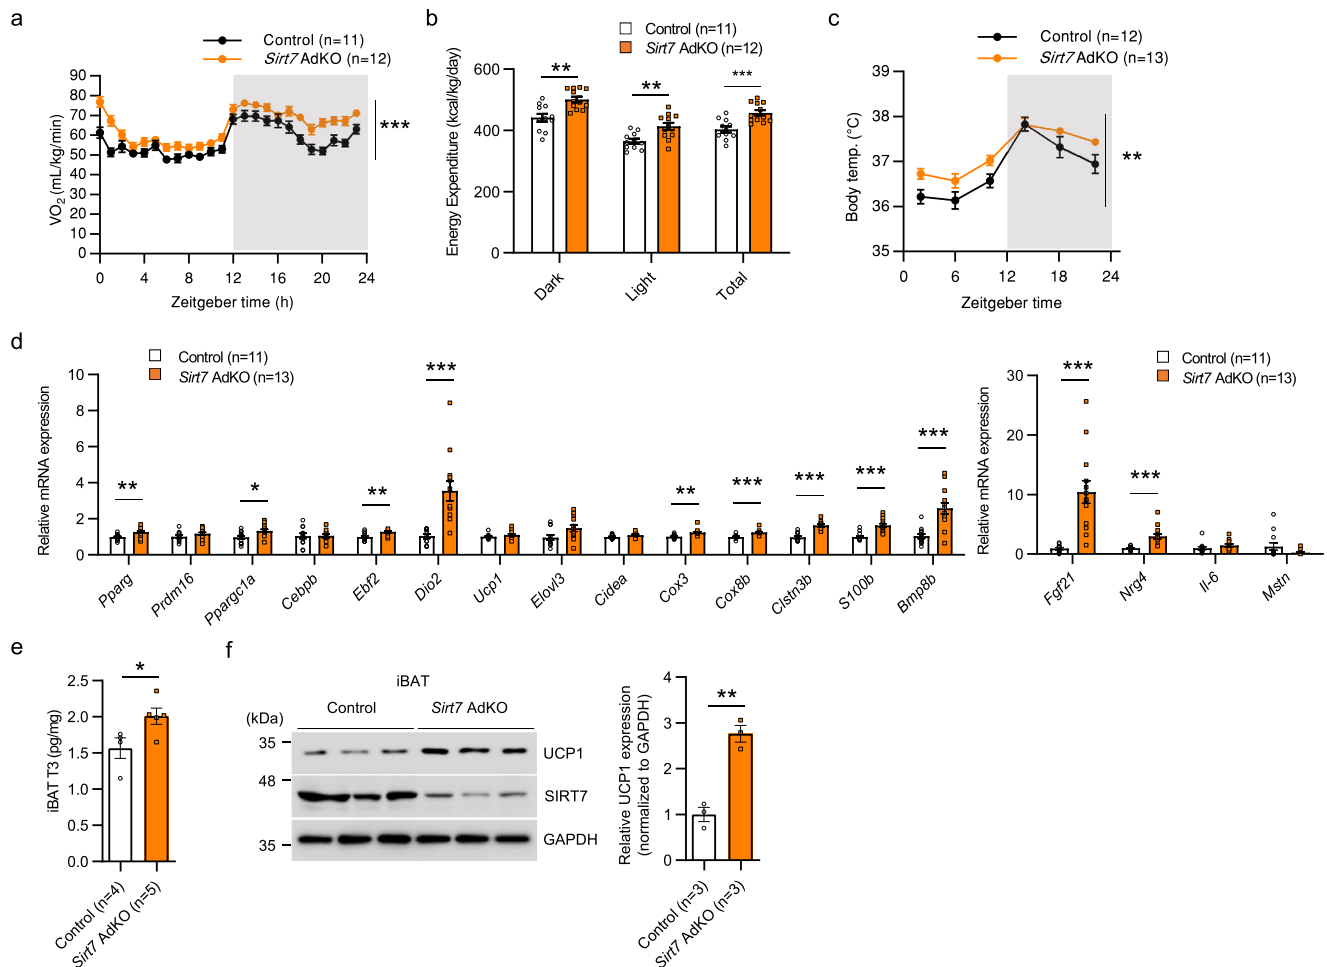 a
Control (n=11)
Sirt7 AdKO (n=12)
VO2 (mL/kg/min)
90
80
70
60
50
40
30
20
10
0
***
0 4 8 12 16 20 24
Zeitgeber time (h)
b
Control (n=11)
Sirt7 AdKO (n=12)
Energy Expenditure (kcal/kg/day)
600
400
200
0
** ** ***
Dark Light Total
c
Control (n=12)
Sirt7 AdKO (n=13)
Body temp. (°C)
39
38
37
36
35
**
0 6 12 18 24
Zeitgeber time
d
Control (n=11)
Sirt7 AdKO (n=13)
Relative mRNA expression
10
8
6
4
2
0
** * ** *** ** *** *** *** ***
Pparg Prdm16 Ppargc1a Cebpb Ebf2 Dio2 Ucp1 Elovl3 Cidea Cox3 Cox8b Clstn3b S100b Bmp8b
Control (n=11)
Sirt7 AdKO (n=13)
Relative mRNA expression
30
20
10
0
*** ***
Fgf21 Nrg4 Il-6 Mstn
e
iBAT T3 (pg/mg)
2.5
2.0
1.5
1.0
0.5
0.0
*
Control (n=4)
Sirt7 AdKO (n=5)
f
iBAT
Control Sirt7 AdKO
(kDa)
35
UCP1
48
SIRT7
35
GAPDH
Relative UCP1 expression
(normalized to GAPDH)
4
3
2
1
0
**
Control (n=3)
Sirt7 AdKO (n=3)